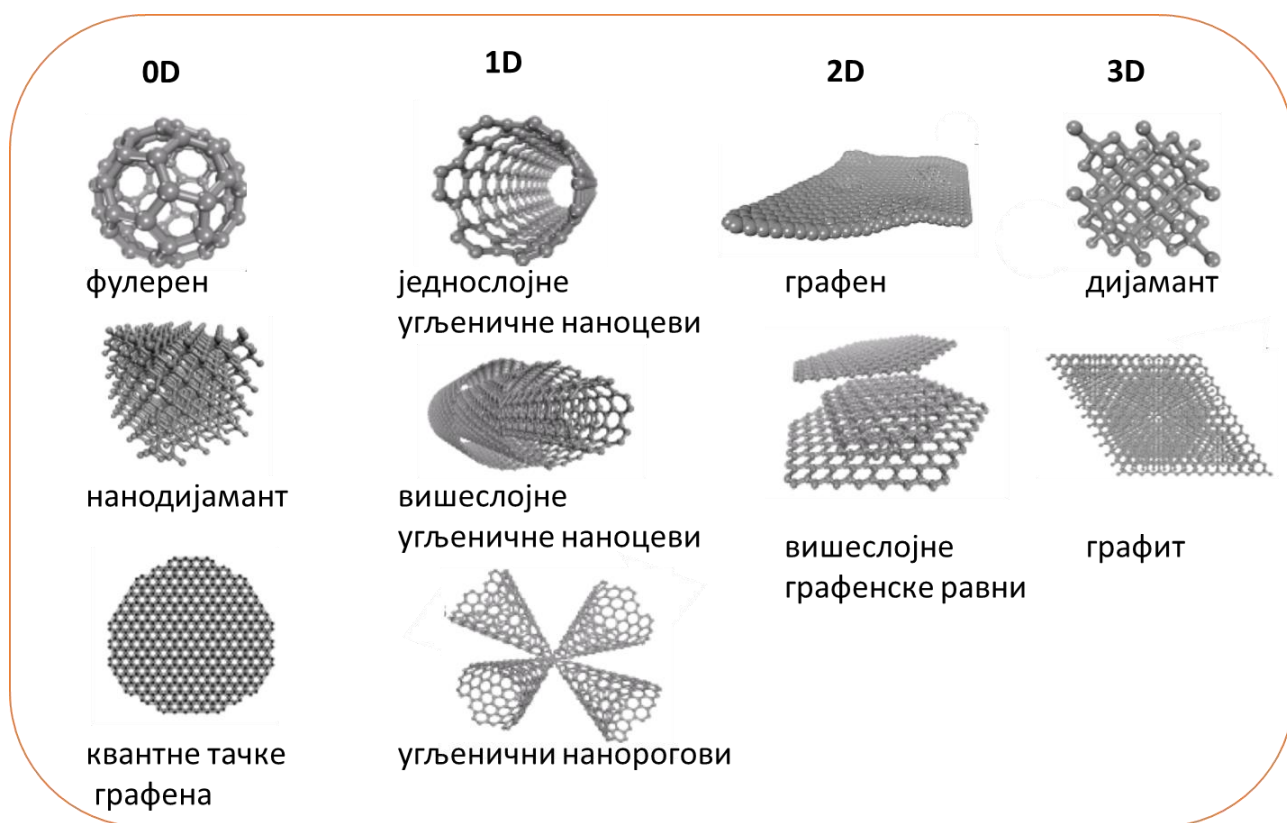 0D
1D
2D
3D
фулерен
једнослојне
угљеничне наноцеви
графен
дијамант
нанодијамант
вишеслојне
угљеничне наноцеви
вишеслојне
графенске равни
графит
квантне тачке
графена
угљенични нанорогови